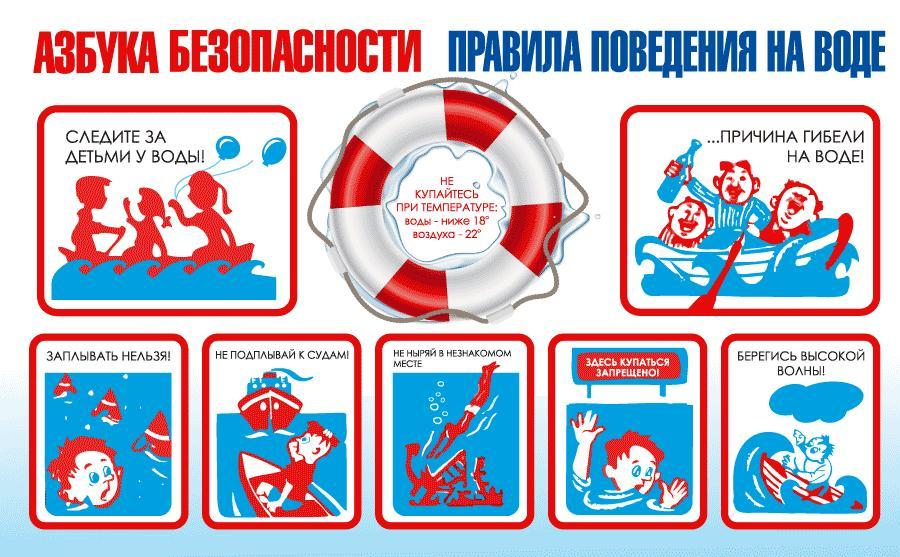 АЗБУКА БЕЗОПАСНОСТИ ПРАВИЛА ПОВЕДЕНИЯ НА ВОДЕ
СЛЕДИТЕ ЗА
ДЕТЬМИ У ВОДЫ!
НЕ
КУПАЙТЕСЬ
ПРИ ТЕМПЕРАТУРЕ:
воды - ниже 18°
воздуха - 22°
...ПРИЧИНА ГИБЕЛИ
НА ВОДЕ!
ЗАПЛЫВАТЬ НЕЛЬЗЯ!
НЕ ПОДПЛЫВАЙ К СУДАМ!
НЕ НЫРЯЙ В НЕЗНАКОМОМ
МЕСТЕ
ЗДЕСЬ КУПАТЬСЯ
ЗАПРЕЩЕНО!
БЕРЕГИСЬ ВЫСОКОЙ
ВОЛНЫ!